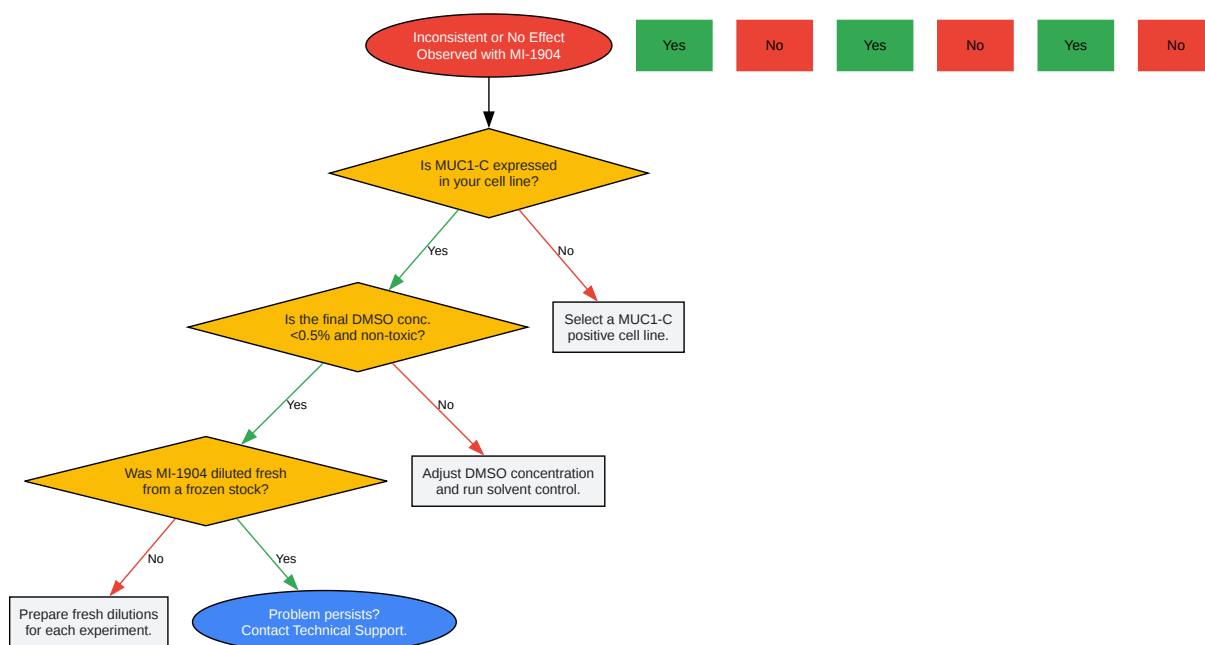 Inconsistent or No Effect
Observed with MI-1904
Yes
No
Yes
No
Yes
No
Is MUC1-C expressed
in your cell line?
Yes
No
Is the final DMSO conc.
<0.5% and non-toxic?
Select a MUC1-C
positive cell line.
Yes
No
Was MI-1904 diluted fresh
from a frozen stock?
Adjust DMSO concentration
and run solvent control.
No
Yes
Prepare fresh dilutions
for each experiment.
Problem persists?
Contact Technical Support.